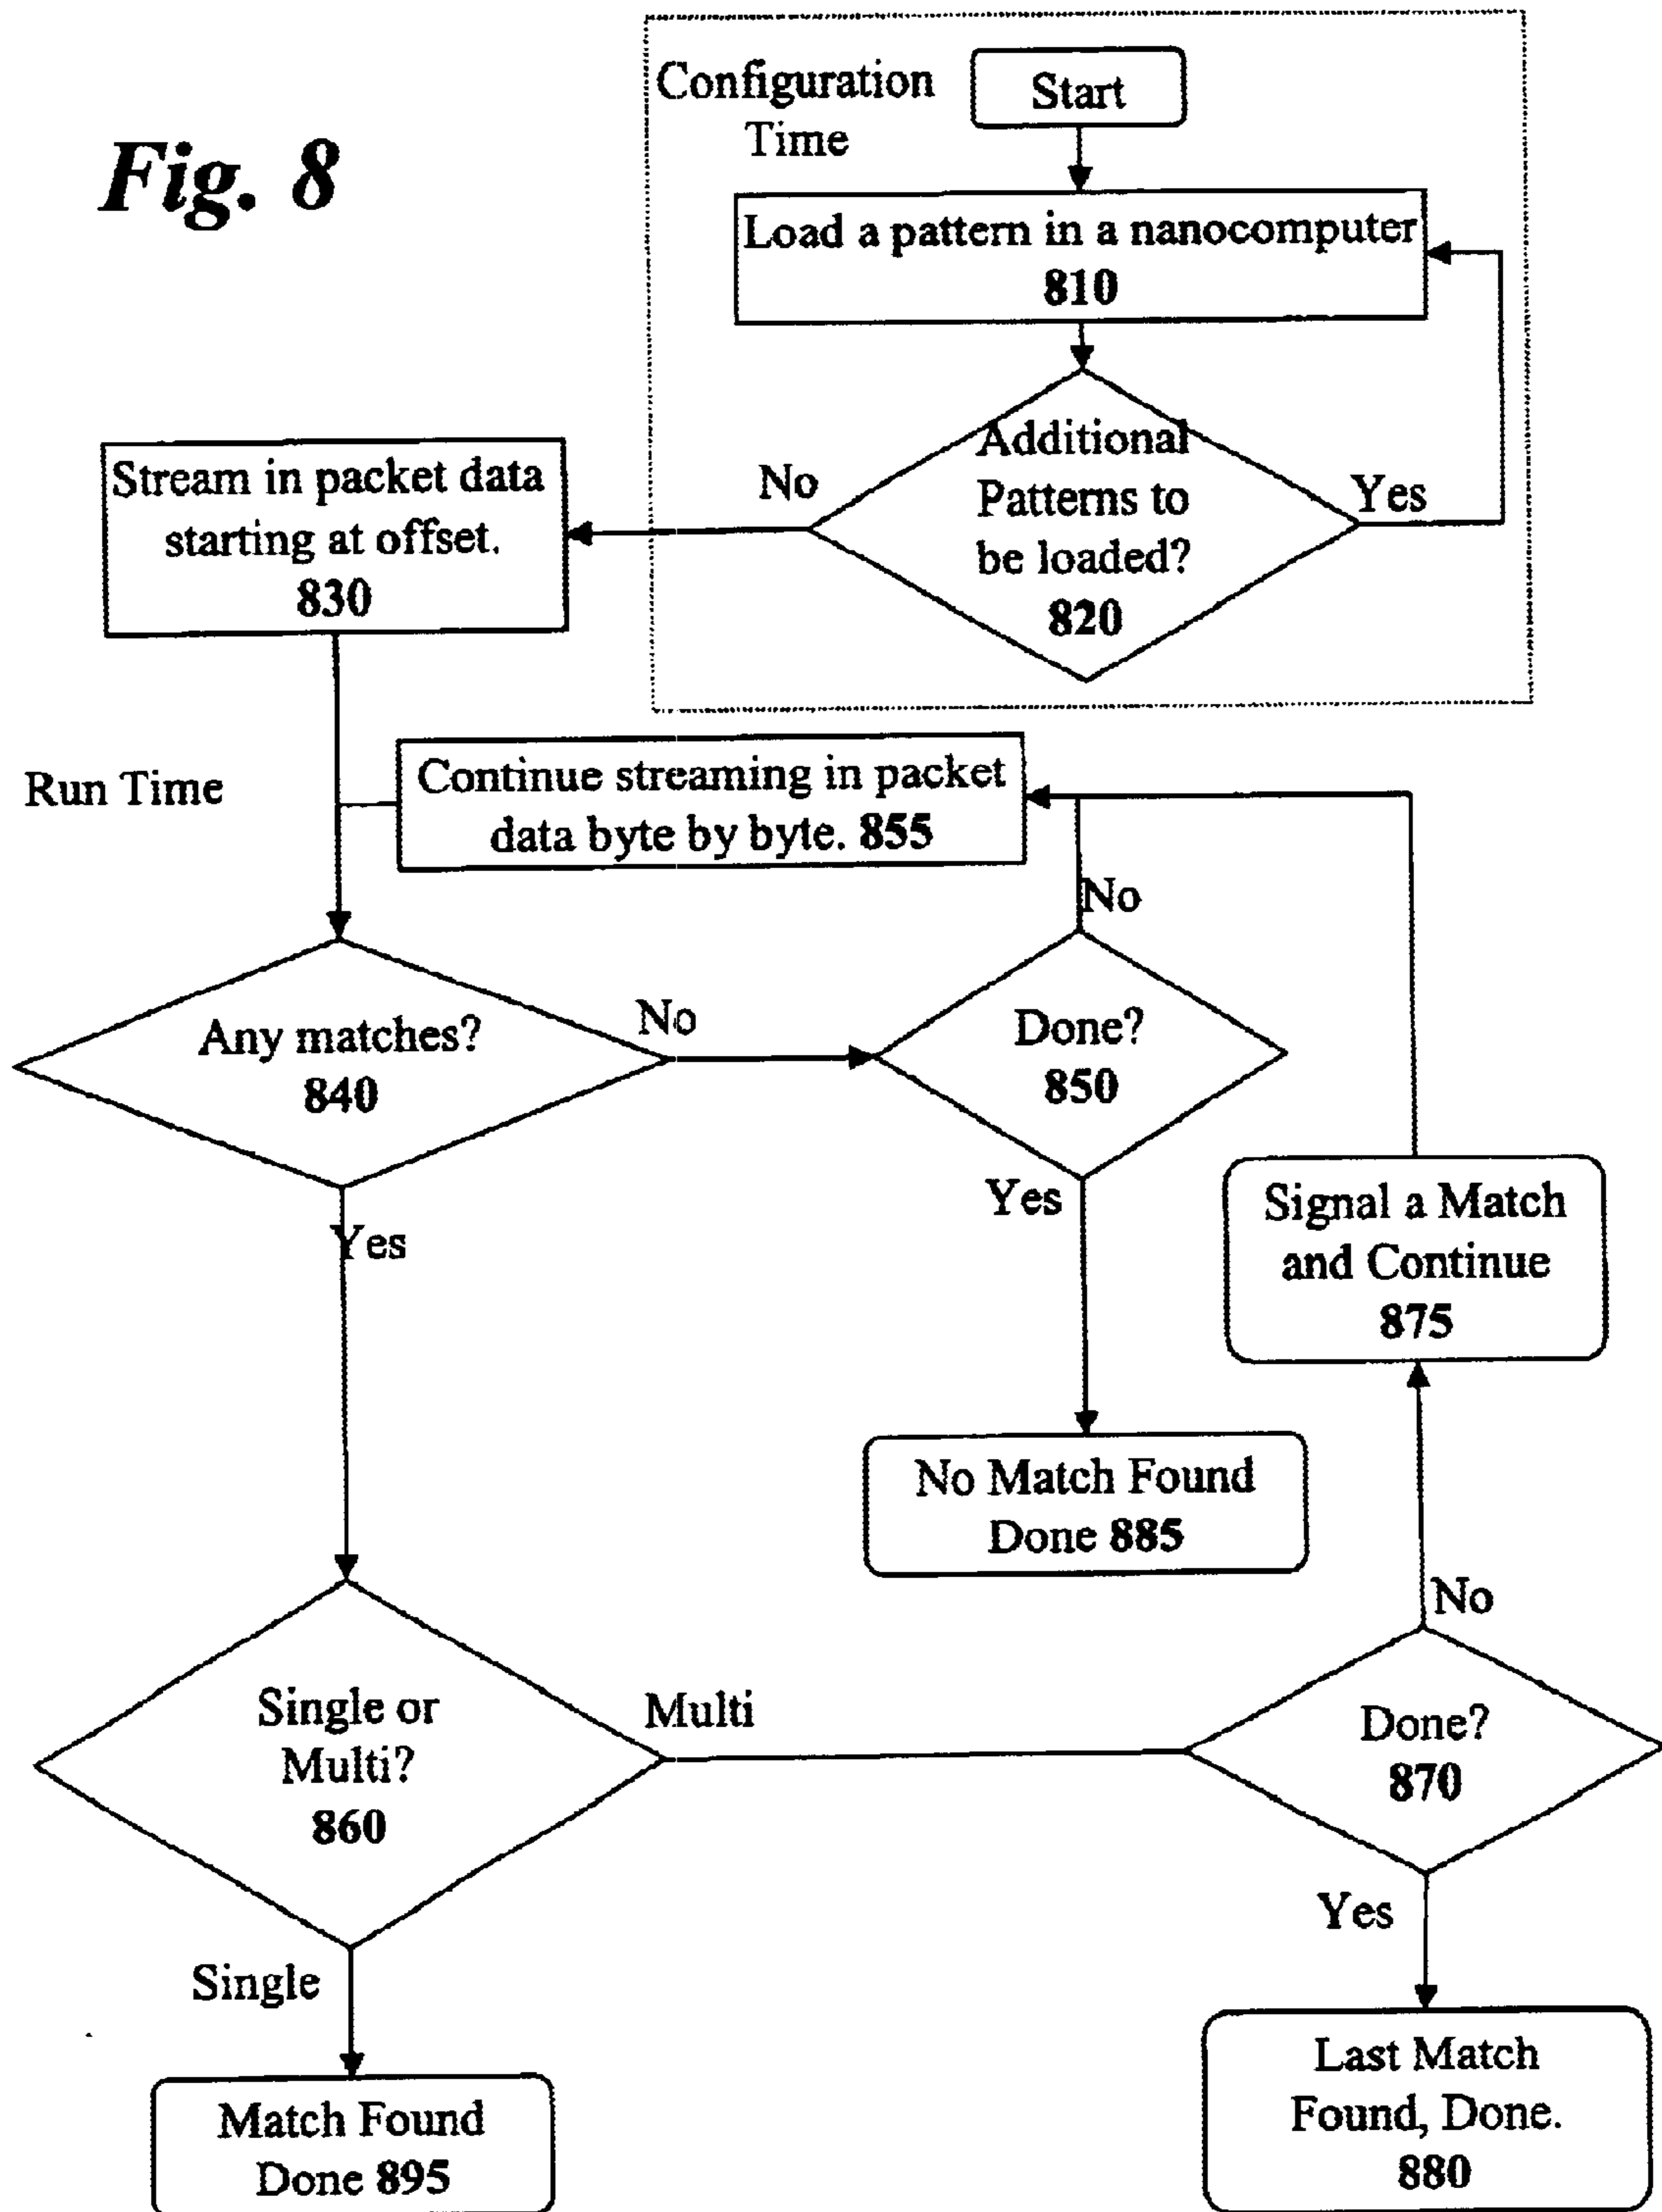 Fig. 8
Configuration
Time
Start
Load a pattern in a nanocomputer
810
Additional
Patterns to
be loaded?
820
No
Yes
Stream in packet data
starting at offset.
830
Run Time
Continue streaming in packet
data byte by byte. 855
No
Any matches?
840
No
Done?
850
Yes
Yes
Signal a Match
and Continue
875
No Match Found
Done 885
No
Single or
Multi?
860
Multi
Done?
870
Yes
Single
Match Found
Done 895
Last Match
Found, Done.
880